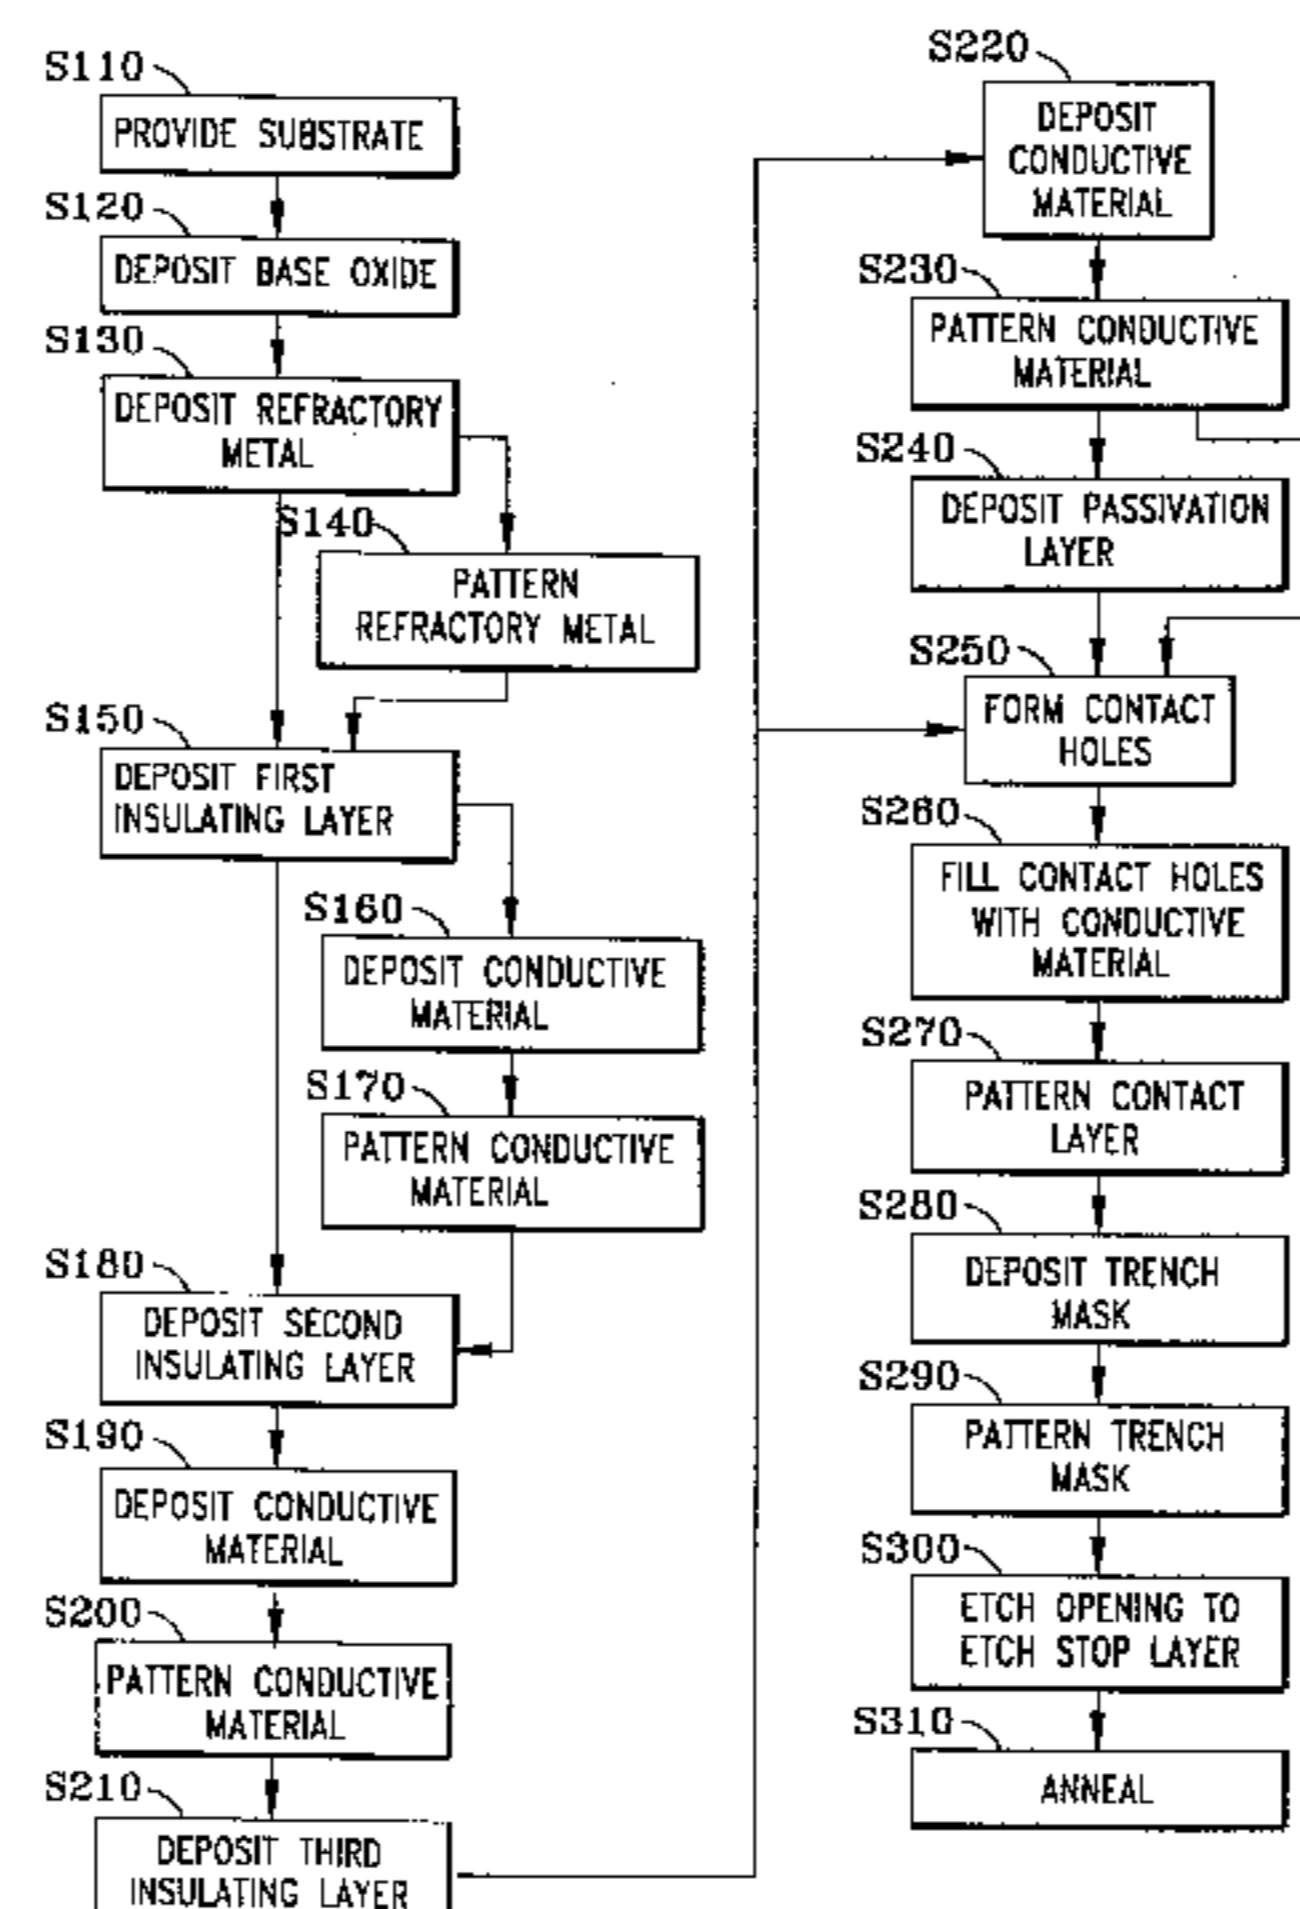 S110
PROVIDE SUBSTRATE
S120
DEPOSIT BASE OXIDE
S130
DEPOSIT REFRACTORY
METAL
S140
PATTERN
REFRACTORY METAL
S150
DEPOSIT FIRST
INSULATING LAYER
S160
DEPOSIT CONDUCTIVE
MATERIAL
S170
PATTERN CONDUCTIVE
MATERIAL
S180
DEPOSIT SECOND
INSULATING LAYER
S190
DEPOSIT CONDUCTIVE
MATERIAL
S200
PATTERN CONDUCTIVE
MATERIAL
S210
DEPOSIT THIRD
INSULATING LAYER
S220
DEPOSIT
CONDUCTIVE
MATERIAL
S230
PATTERN CONDUCTIVE
MATERIAL
S240
DEPOSIT PASSIVATION
LAYER
S250
FORM CONTACT
HOLES
S260
FILL CONTACT HOLES
WITH CONDUCTIVE
MATERIAL
S270
PATTERN CONTACT
LAYER
S280
DEPOSIT TRENCH
MASK
S290
PATTERN TRENCH
MASK
S300
ETCH OPENING TO
ETCH STOP LAYER
S310
ANNEAL